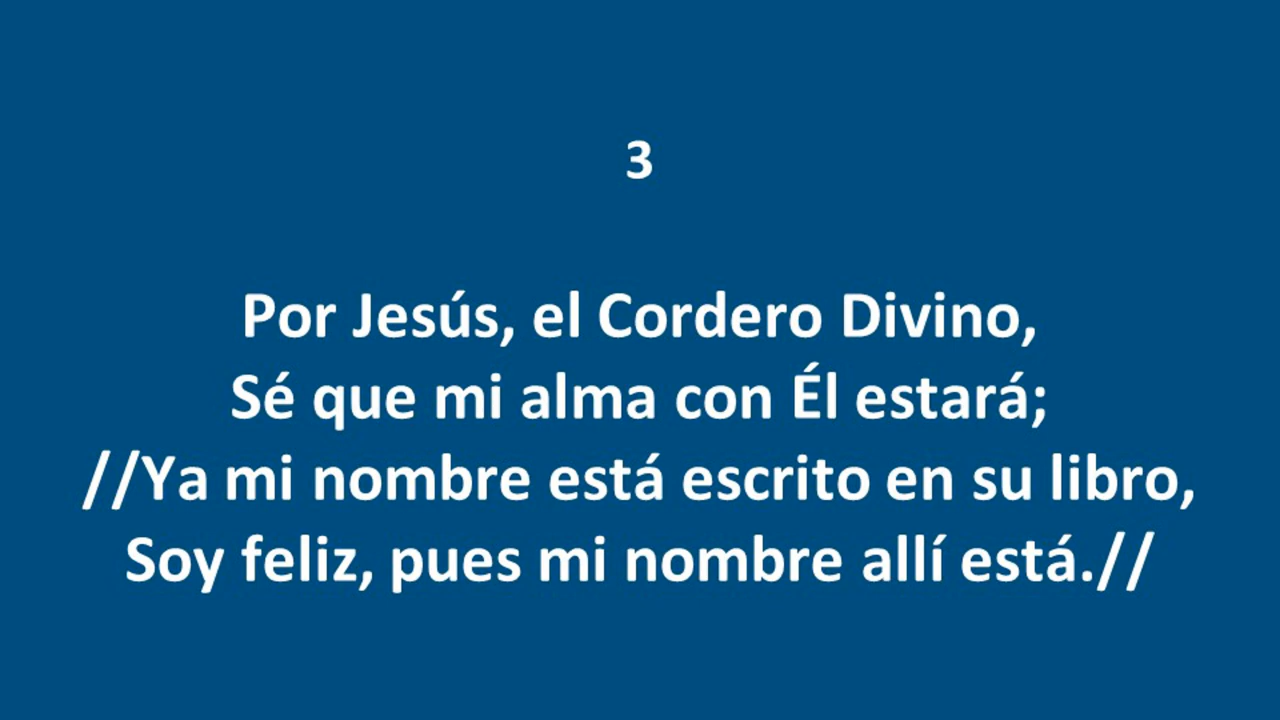 3
Por Jesús, el Cordero Divino,
Sé que mi alma con Él estará;
//Ya mi nombre está escrito en su libro,
Soy feliz, pues mi nombre allí está.//